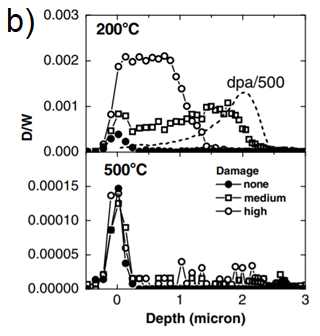 b)
200°C
0.003
0.002
0.001
0.000
dpa/500
D/W
500°C
0.00015
0.00010
0.00005
0.00000
Damage
none
medium
high
0 1 2 3
Depth (micron)